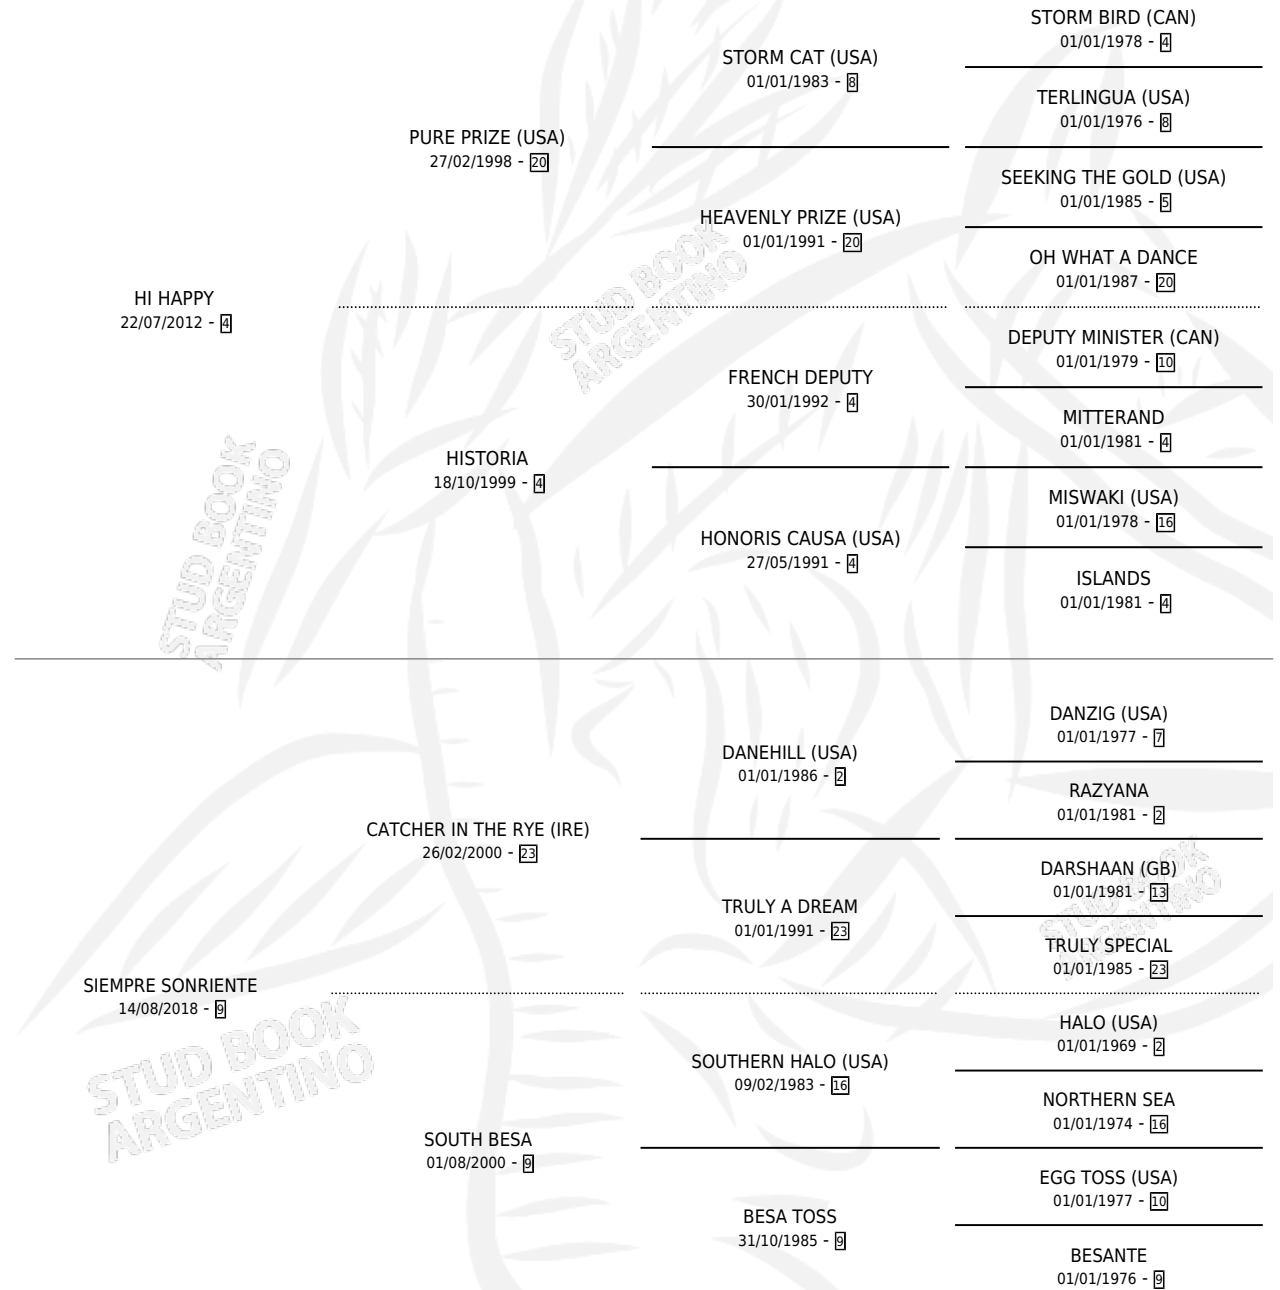 STORM BIRD (CAN)
01/01/1978 - 4
STORM CAT (USA)
01/01/1983 - 8
TERLINGUA (USA)
01/01/1976 - 8
PURE PRIZE (USA)
27/02/1998 - 20
SEEKING THE GOLD (USA)
01/01/1985 - 5
HEAVENLY PRIZE (USA)
01/01/1991 - 20
OH WHAT A DANCE
01/01/1987 - 20
HI HAPPY
22/07/2012 - 4
STUD BOOK
ARGENTINO
DEPUTY MINISTER (CAN)
01/01/1979 - 10
FRENCH DEPUTY
30/01/1992 - 4
MITTERAND
01/01/1981 - 4
HISTORIA
18/10/1999 - 4
MISWAKI (USA)
01/01/1978 - 16
HONORIS CAUSA (USA)
27/05/1991 - 4
ISLANDS
01/01/1981 - 4
STUD BOOK
ARGENTINO
DANZIG (USA)
01/01/1977 - 7
DANEHILL (USA)
01/01/1986 - 2
RAZYANA
01/01/1981 - 2
CATCHER IN THE RYE (IRE)
26/02/2000 - 23
DARSHAAN (GB)
01/01/1981 - 13
TRULY A DREAM
01/01/1991 - 23
STUD BOOK
ARGENTINO
TRULY SPECIAL
01/01/1985 - 23
SIEMPRE SONRIENTE
14/08/2018 - 9
STUD BOOK
ARGENTINO
HALO (USA)
01/01/1969 - 2
SOUTHERN HALO (USA)
09/02/1983 - 16
NORTHERN SEA
01/01/1974 - 16
SOUTH BESA
01/08/2000 - 9
EGG TOSS (USA)
01/01/1977 - 10
BESA TOSS
31/10/1985 - 9
BESANTE
01/01/1976 - 9